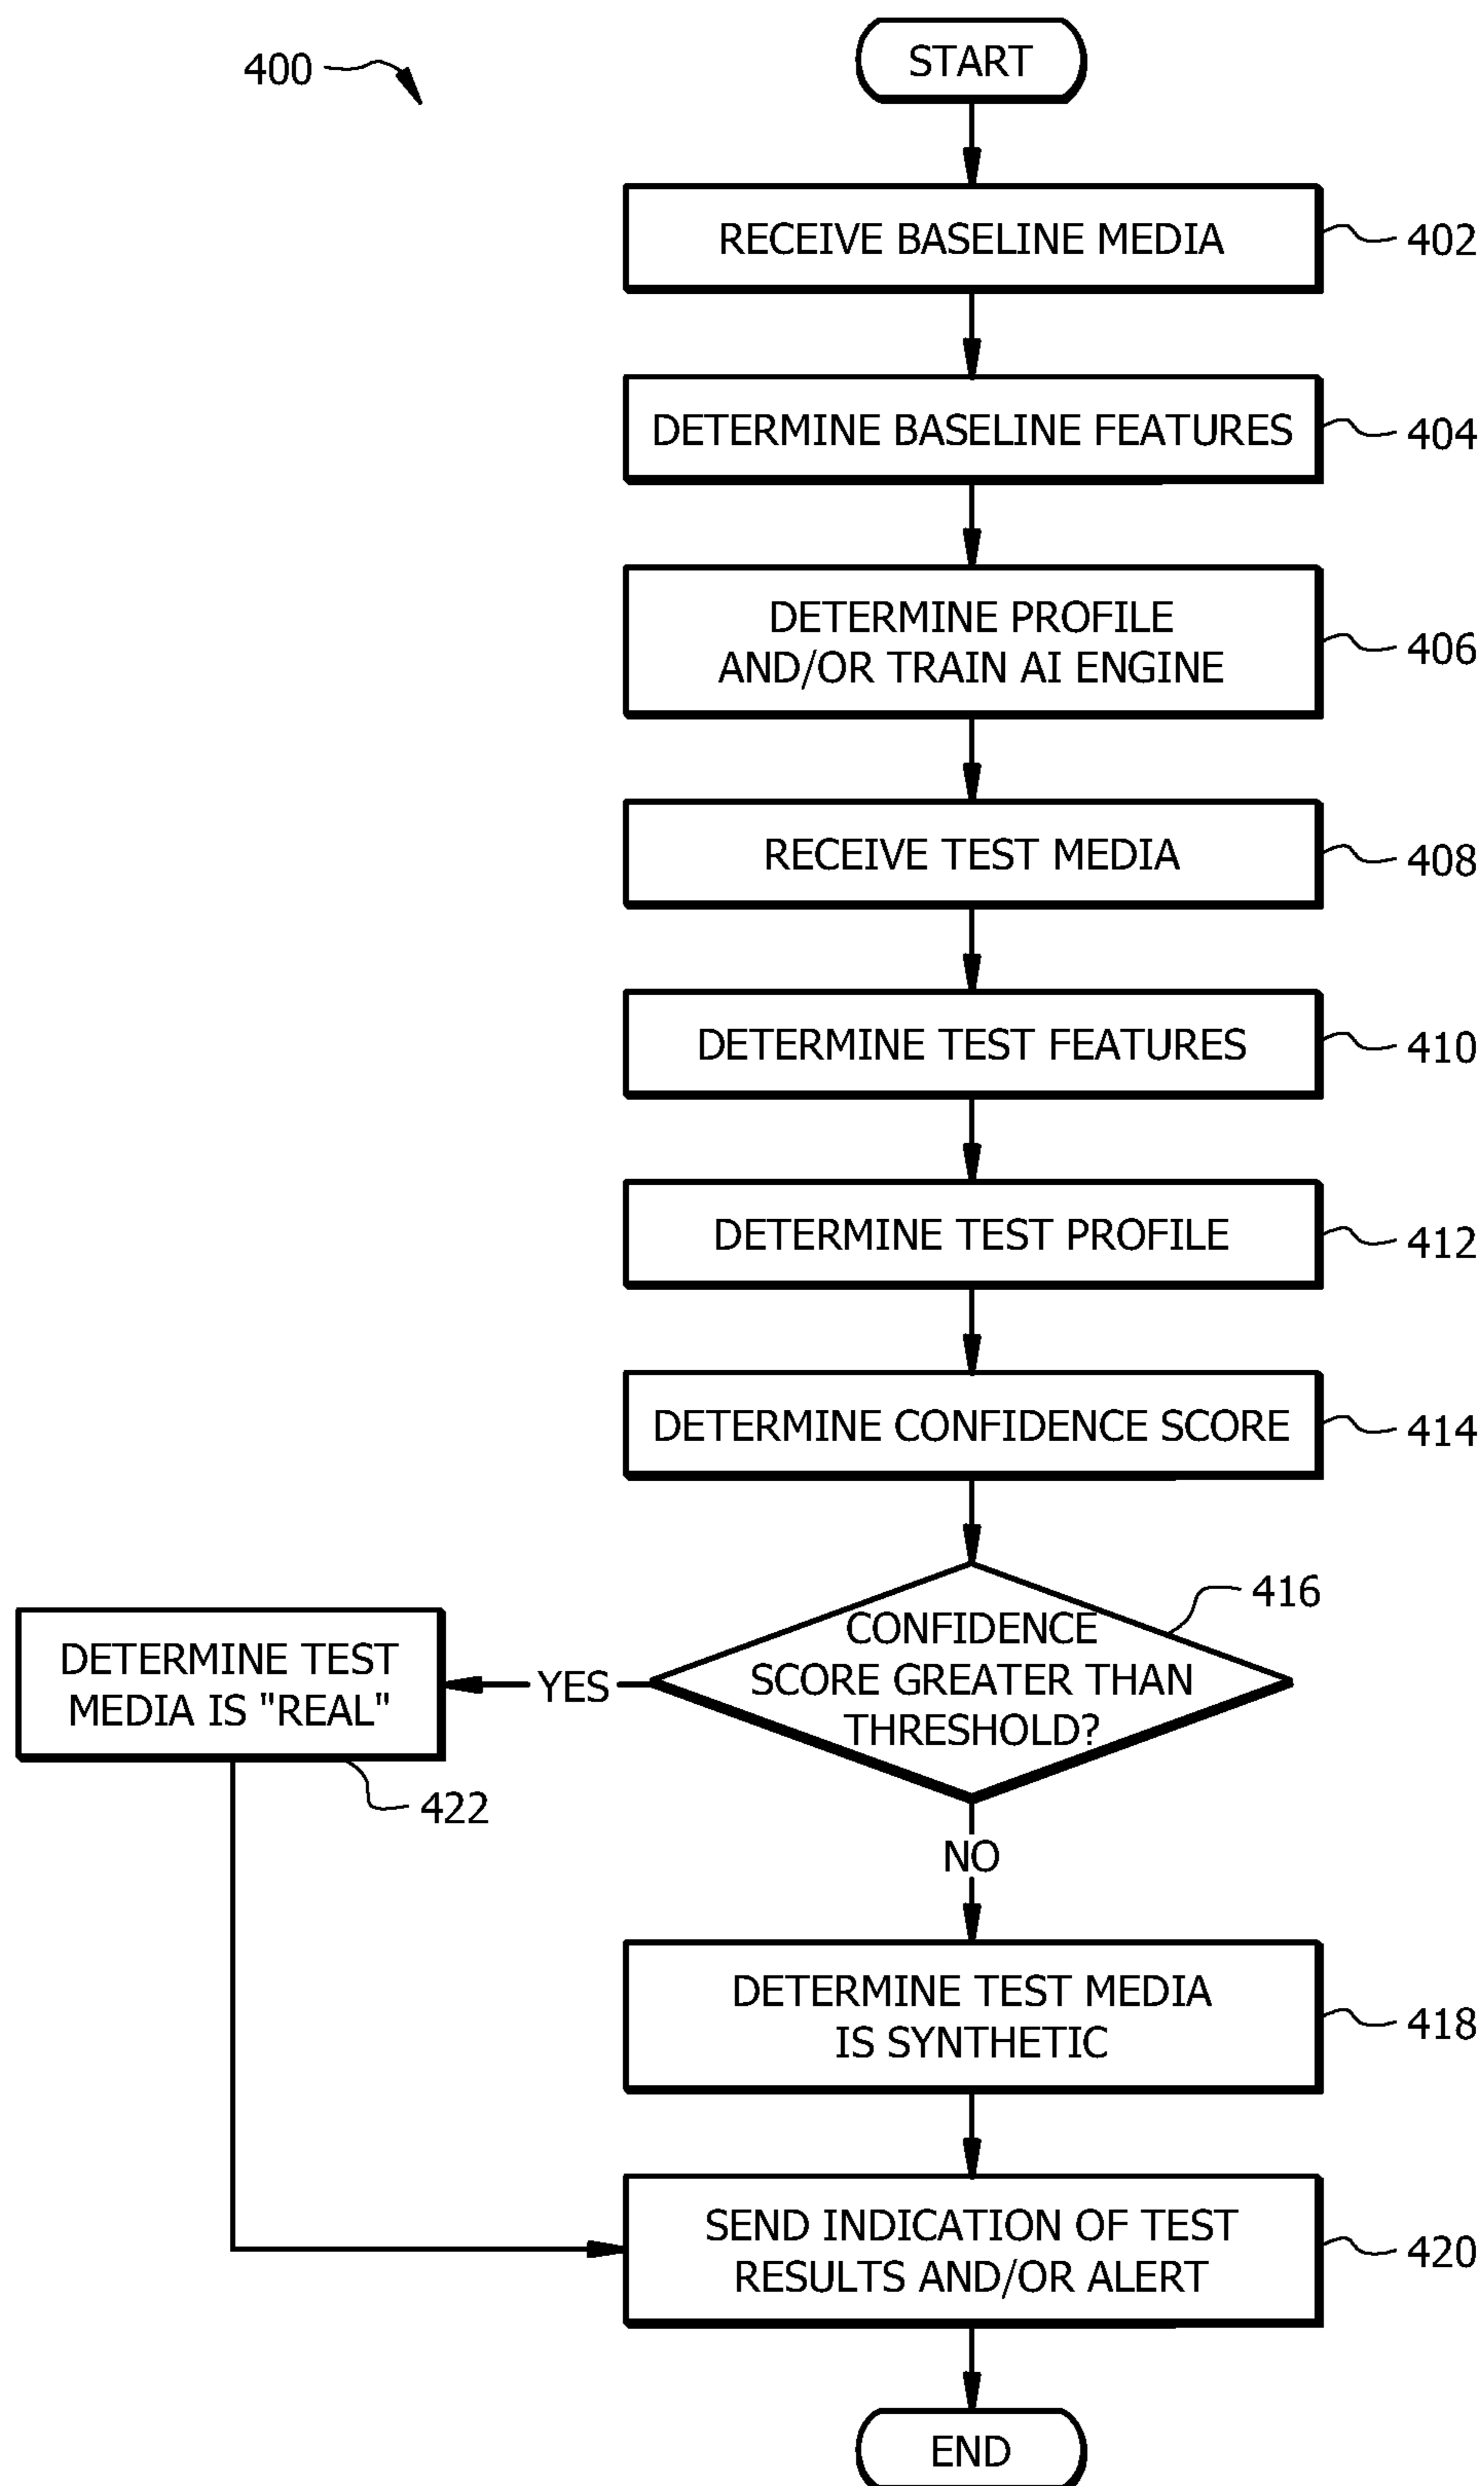 400
START
RECEIVE BASELINE MEDIA
402
DETERMINE BASELINE FEATURES
404
DETERMINE PROFILE
AND/OR TRAIN AI ENGINE
406
RECEIVE TEST MEDIA
408
DETERMINE TEST FEATURES
410
DETERMINE TEST PROFILE
412
DETERMINE CONFIDENCE SCORE
414
CONFIDENCE
SCORE GREATER THAN
THRESHOLD?
416
YES
DETERMINE TEST
MEDIA IS "REAL"
422
NO
DETERMINE TEST MEDIA
IS SYNTHETIC
418
SEND INDICATION OF TEST
RESULTS AND/OR ALERT
420
END